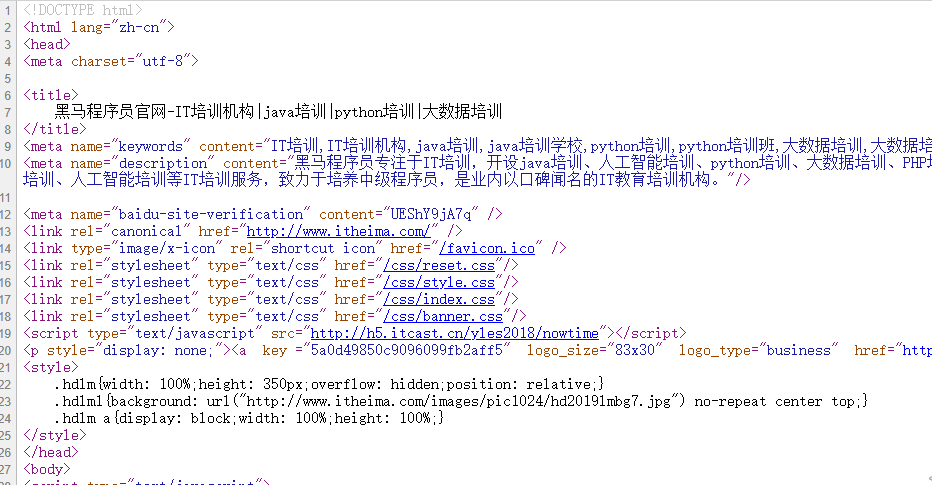 1 <!DOCTYPE html>
2 <html lang="zh-cn">
3 <head>
4 <meta charset="utf-8">
5
6 <title>
7 黑马程序员官网-IT培训机构|java培训|python培训|大数据培训
8 </title>
9 <meta name="keywords" content="IT培训,IT培训机构,java培训,java培训学校,python培训,python培训班,大数据培训,大数据培
10 <meta name="description" content="黑马程序员专注于IT培训，开设java培训、人工智能培训、python培训、大数据培训、PHP培
培训、人工智能培训等IT培训服务，致力于培养中级程序员，是业内以口碑闻名的IT教育培训机构。"/>
11
12 <meta name="baidu-site-verification" content="UEShY9jA7q" />
13 <link rel="canonical" href="http://www.itheima.com/" />
14 <link type="image/x-icon" rel="shortcut icon" href="/favicon.ico" />
15 <link rel="stylesheet" type="text/css" href="/css/reset.css"/>
16 <link rel="stylesheet" type="text/css" href="/css/style.css"/>
17 <link rel="stylesheet" type="text/css" href="/css/index.css"/>
18 <link rel="stylesheet" type="text/css" href="/css/banner.css"/>
19 <script type="text/javascript" src="http://h5.itcast.cn/yles2018/nowtime"></script>
20 <p style="display: none;"><a key ="5a0d49850c9096099fb2aff5" logo_size="83x30" logo_type="business" href="http
21 <style>
22 .hdlm{width: 100%;height: 350px;overflow: hidden;position: relative;}
23 .hdlm1{background: url("http://www.itheima.com/images/pic1024/hd20191mbg7.jpg") no-repeat center top;}
24 .hdlm a{display: block;width: 100%;height: 100%;}
25 </style>
26 </head>
27 <body>